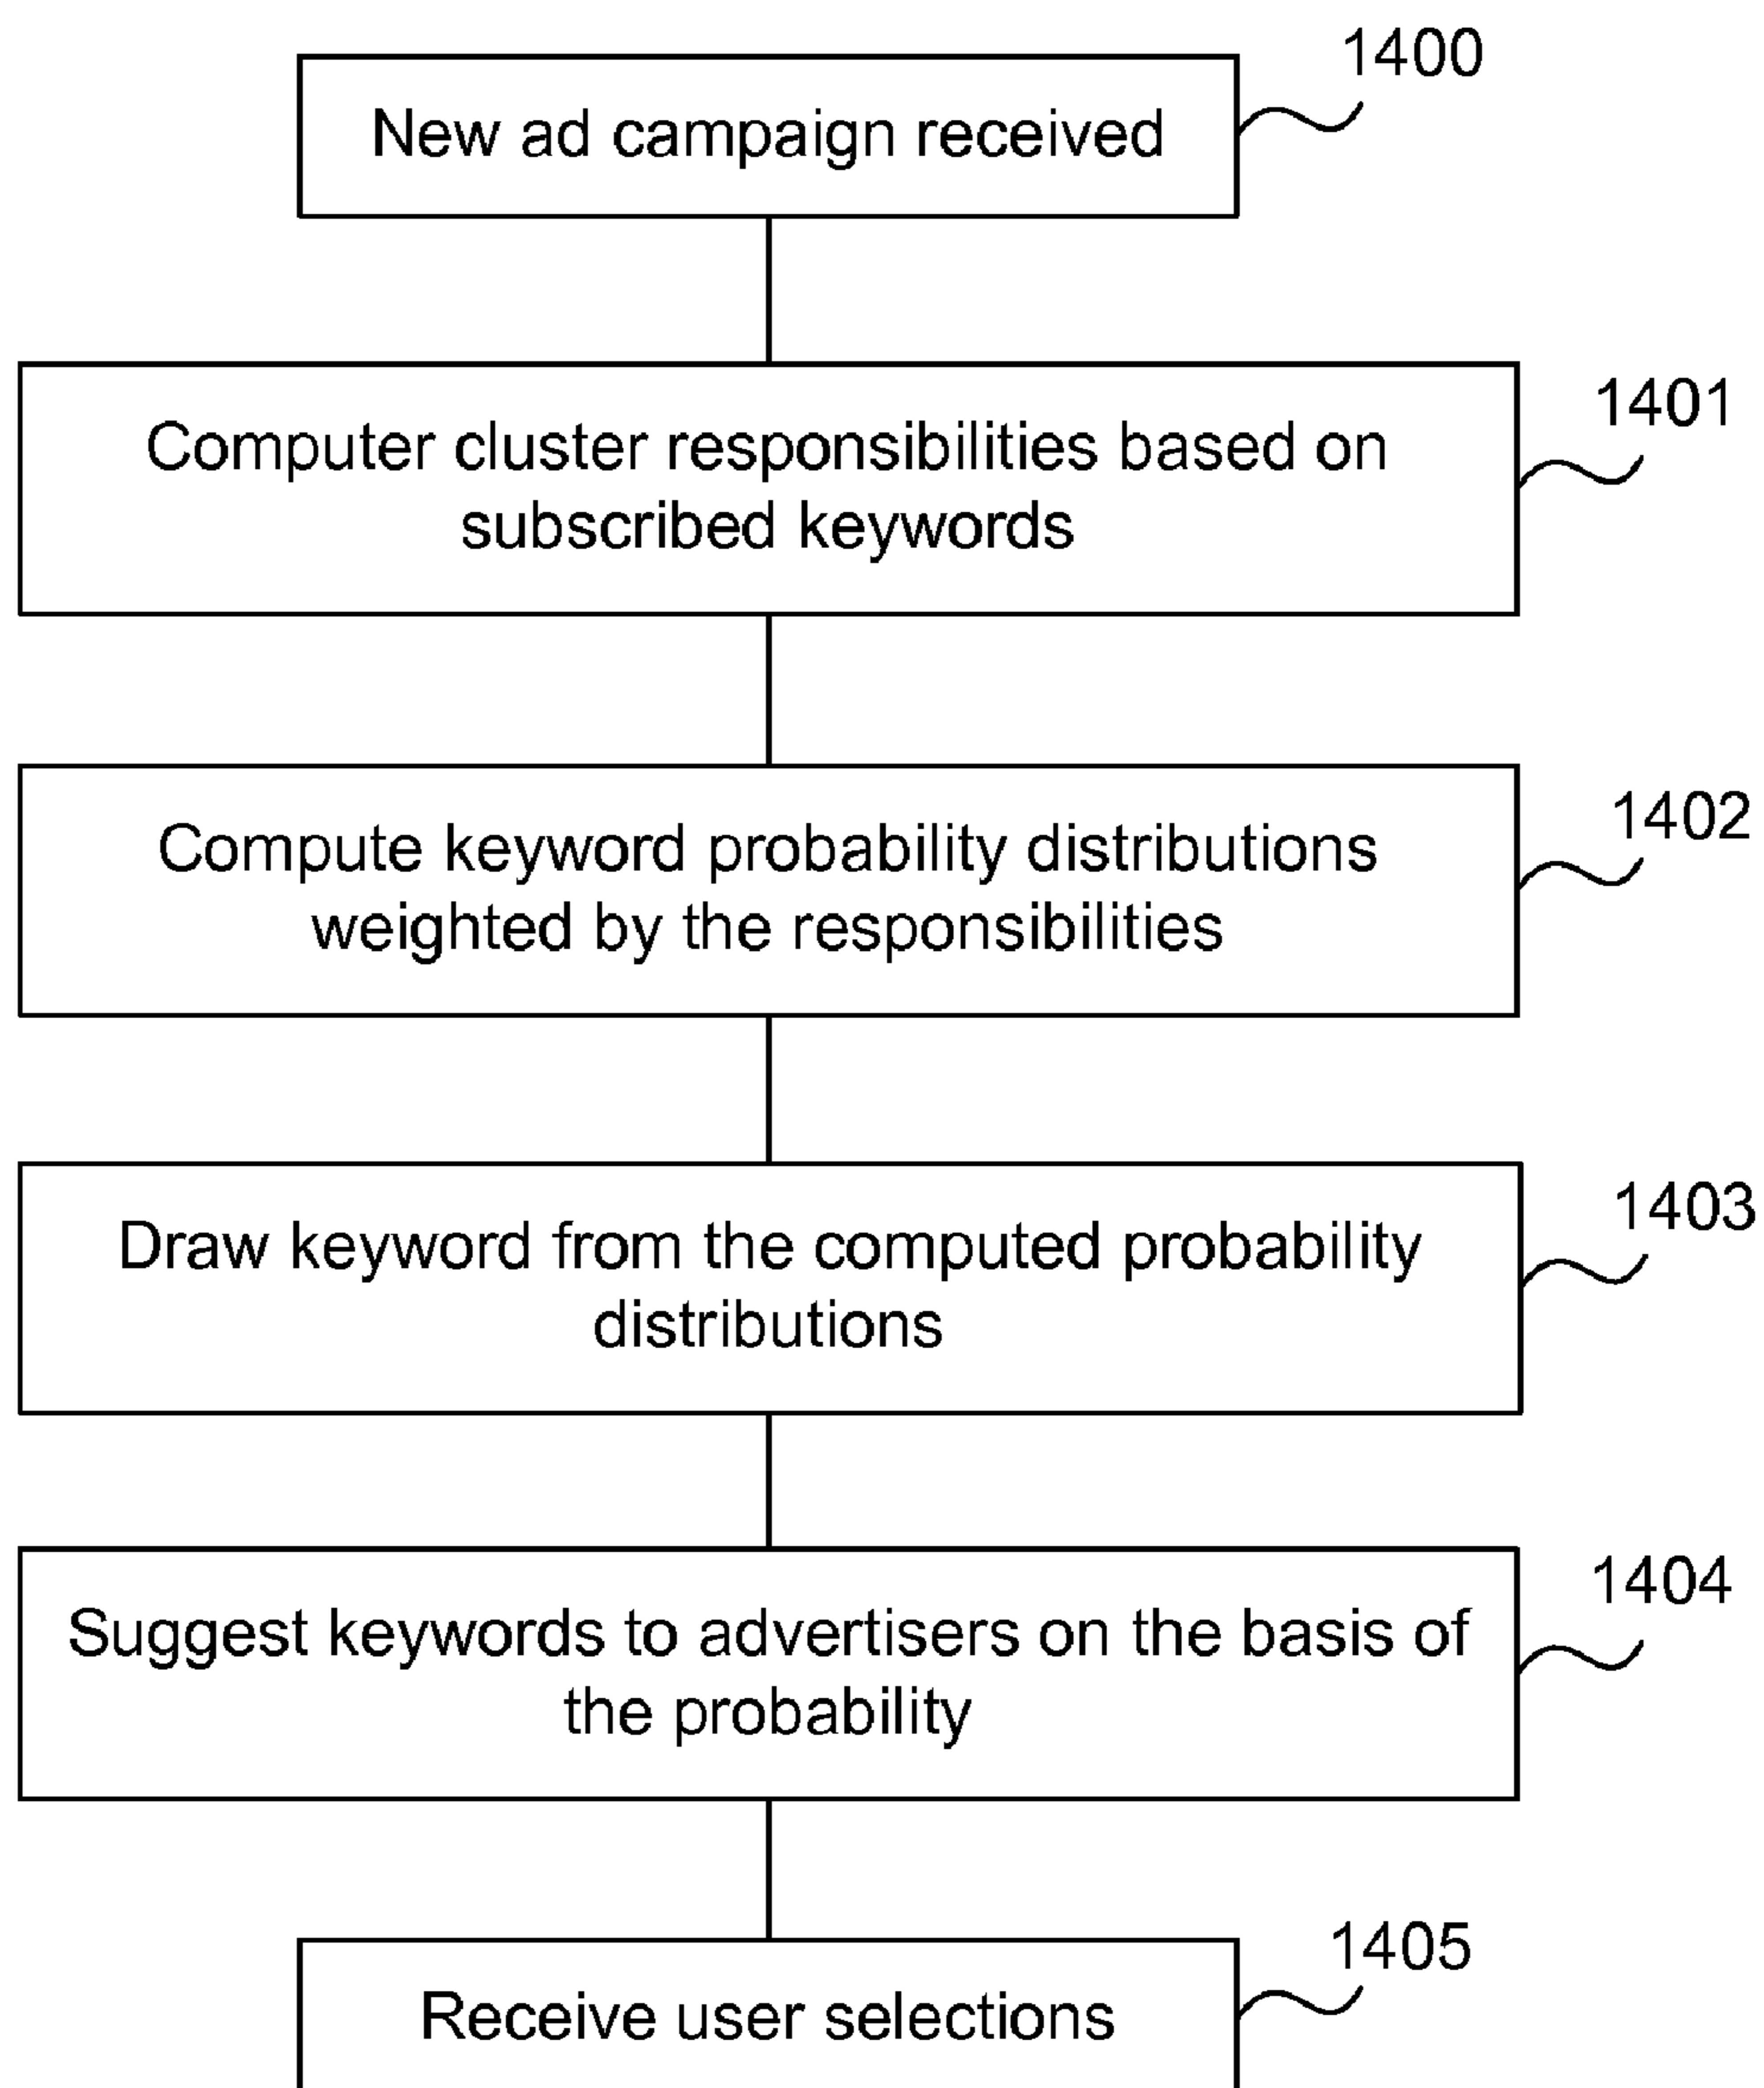 1400
New ad campaign received
1401
Computer cluster responsibilities based on
subscribed keywords
1402
Compute keyword probability distributions
weighted by the responsibilities
1403
Draw keyword from the computed probability
distributions
1404
Suggest keywords to advertisers on the basis of
the probability
1405
Receive user selections